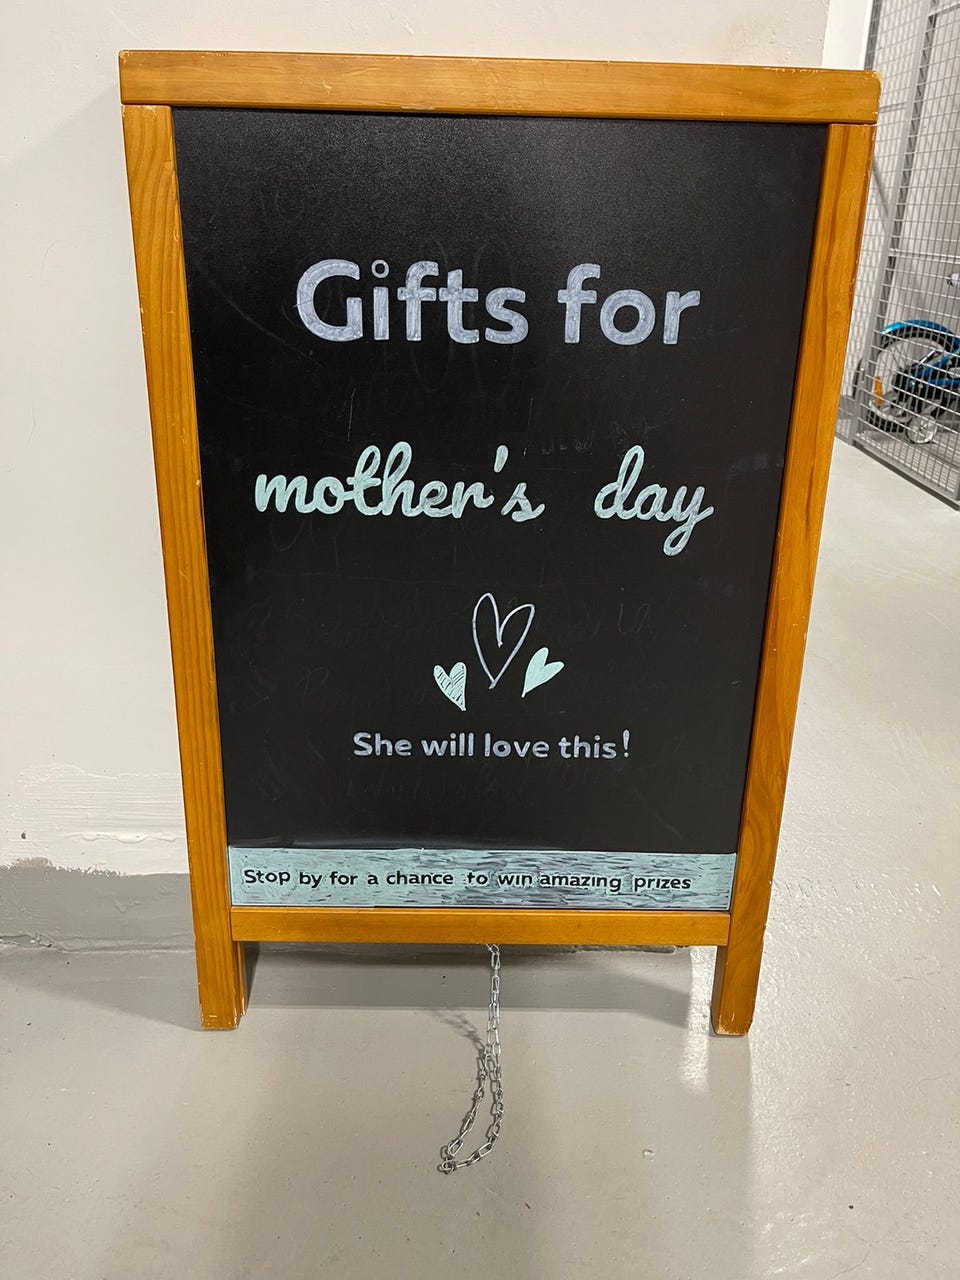 Gifts for
mother's day
She will love this!
Stop by for a chance to win amazing prizes